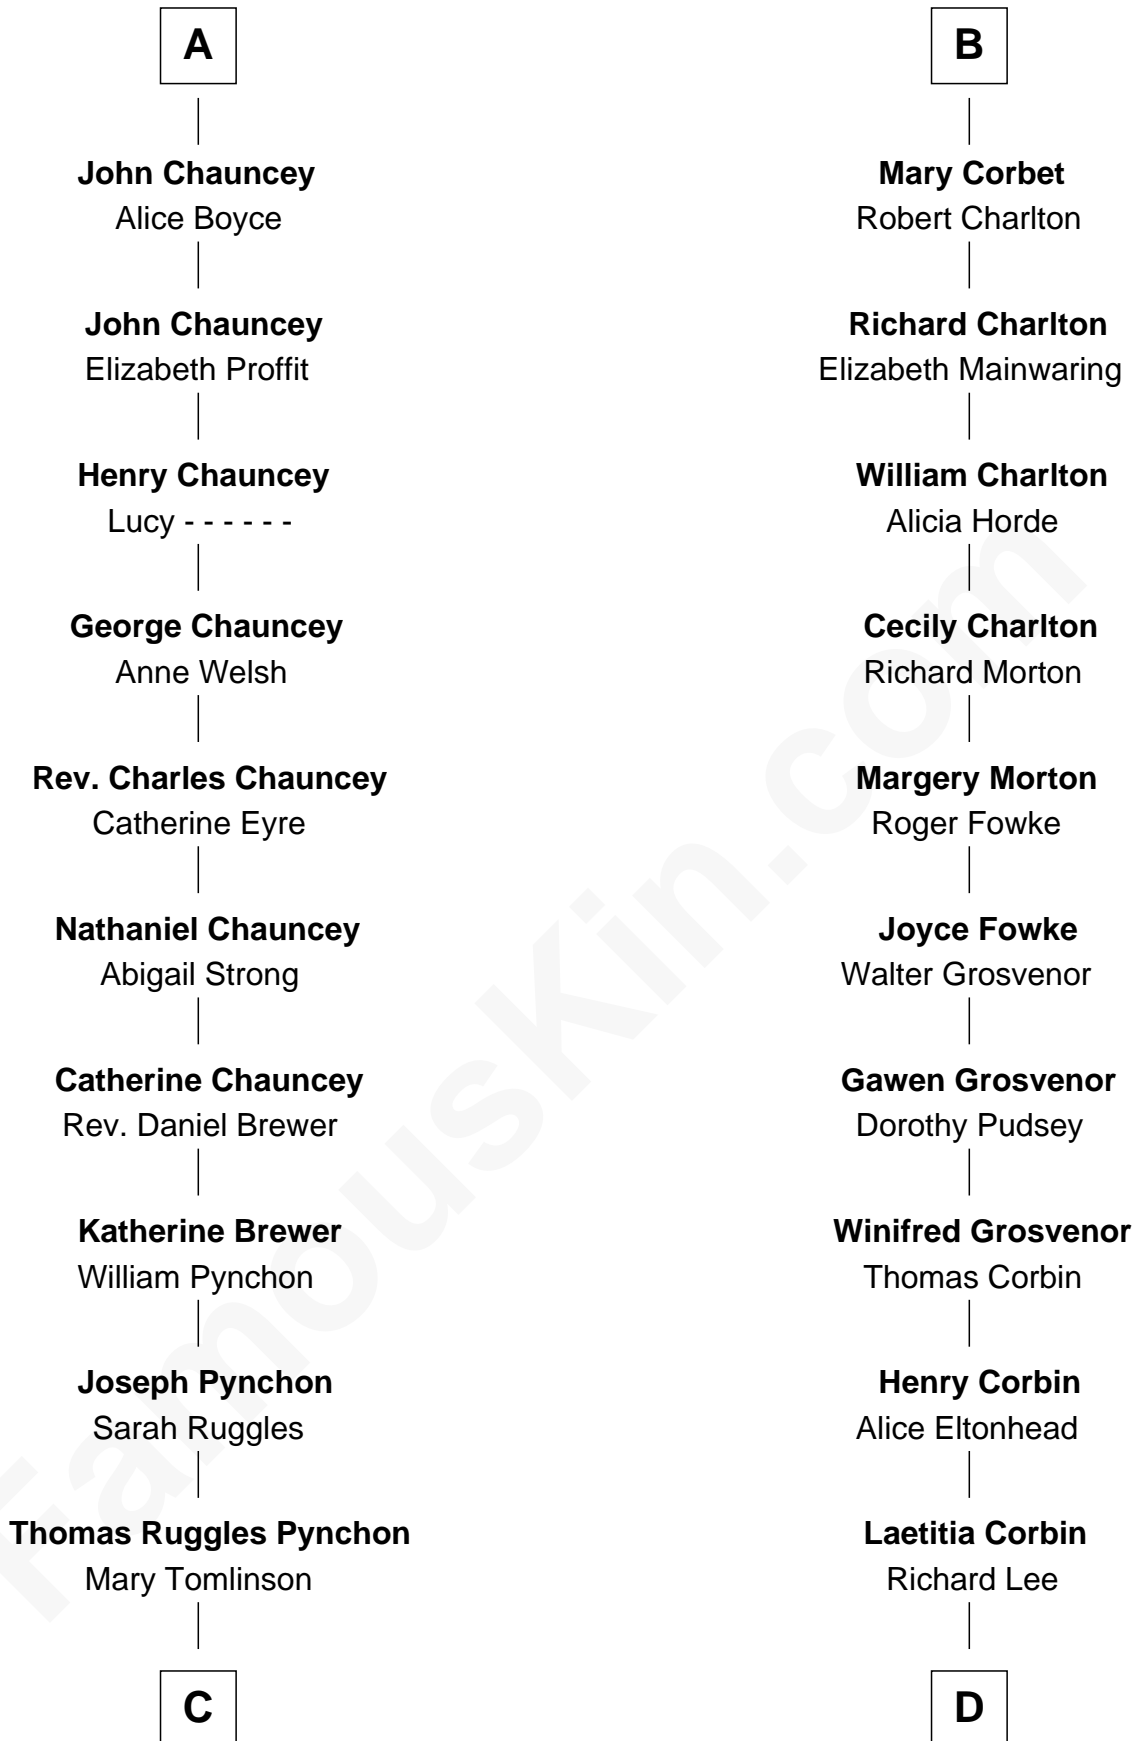 A
John Chauncey
Alice Boyce
John Chauncey
Elizabeth Proffit
Henry Chauncey
Lucy - - - - - -
George Chauncey
Anne Welsh
Rev. Charles Chauncey
Catherine Eyre
Nathaniel Chauncey
Abigail Strong
Catherine Chauncey
Rev. Daniel Brewer
Katherine Brewer
William Pynchon
Joseph Pynchon
Sarah Ruggles
Thomas Ruggles Pynchon
Mary Tomlinson
C
B
Mary Corbet
Robert Charlton
Richard Charlton
Elizabeth Mainwaring
William Charlton
Alicia Horde
Cecily Charlton
Richard Morton
Margery Morton
Roger Fowke
Joyce Fowke
Walter Grosvenor
Gawen Grosvenor
Dorothy Pudsey
Winifred Grosvenor
Thomas Corbin
Henry Corbin
Alice Eltonhead
Laetitia Corbin
Richard Lee
D
FamousKin.com